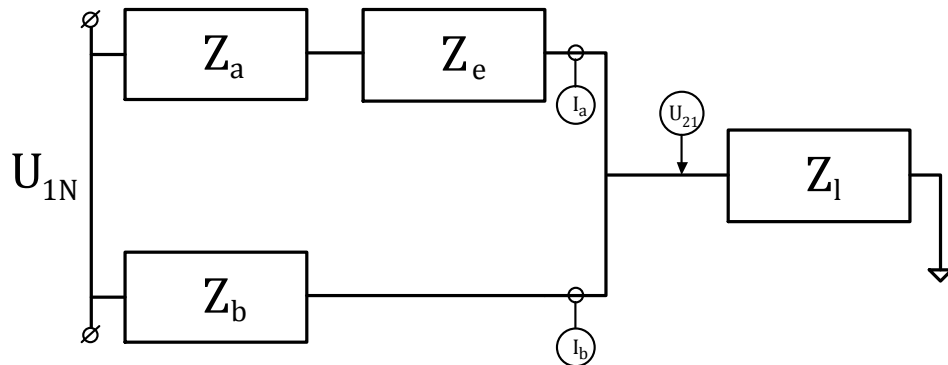 Z_a
Z_e
I_a
U_21
U_1N
Z_l
Z_b
I_b